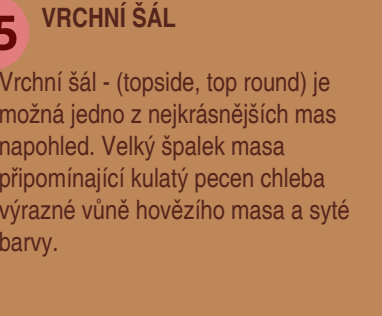 5 VRCHNÍ ŠÁL
Vrchní šál - (topside, top round) je
možná jedno z nejkrásnějších mas
napohled. Velký špalek masa
připomínající kulatý pecen chleba
výrazné vůně hovězího masa a syté
barvy.